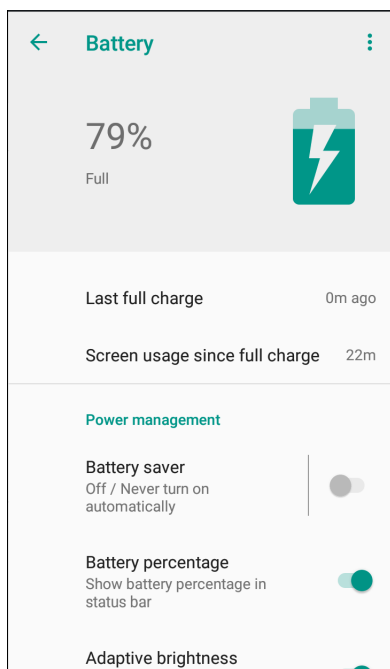 Battery
79%
Full
Last full charge 0m ago
Screen usage since full charge 22m
Power management
Battery saver
Off / Never turn on
automatically
Battery percentage
Show battery percentage in
status bar
Adaptive brightness